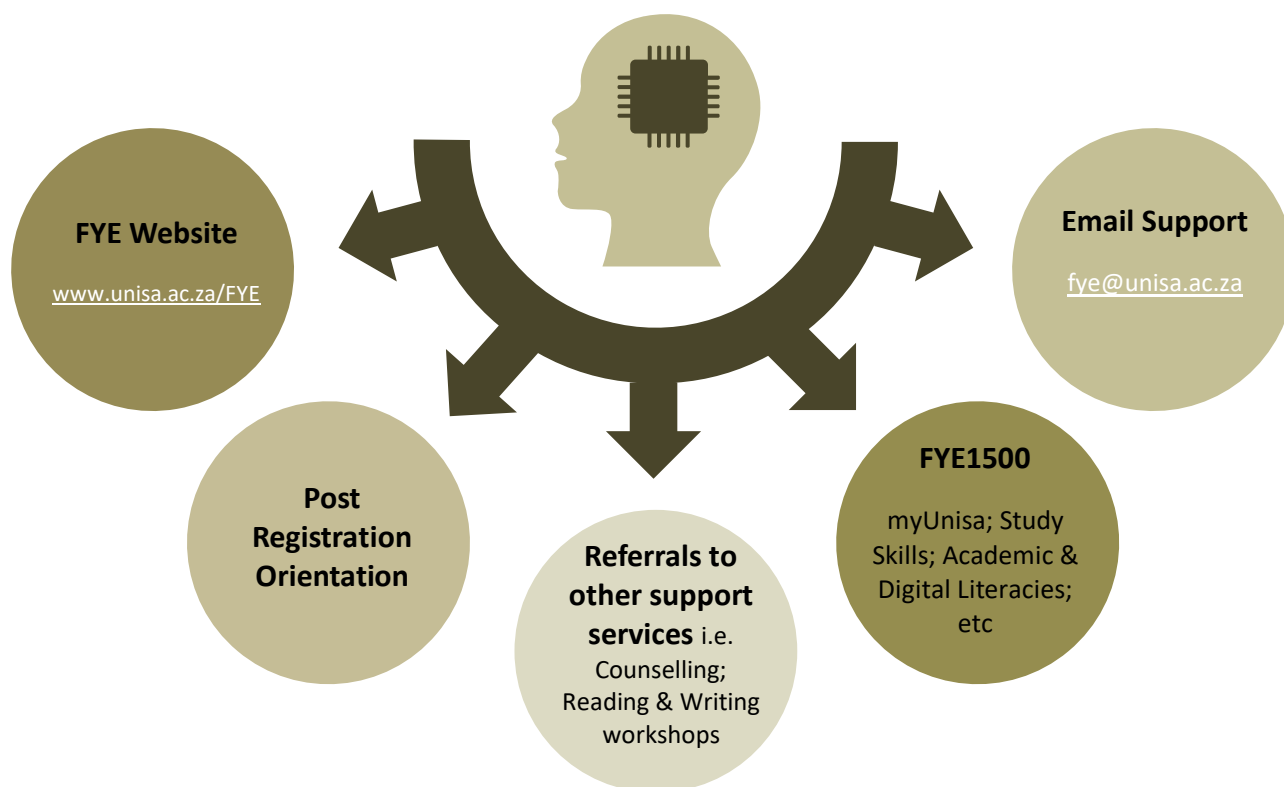 FYE Website
www.unisa.ac.za/FYE
Post
Registration
Orientation
Referrals to
other support
services i.e.
Counselling;
Reading & Writing
workshops
FYE1500
myUnisa; Study
Skills; Academic &
Digital Literacies;
etc
Email Support
fye@unisa.ac.za